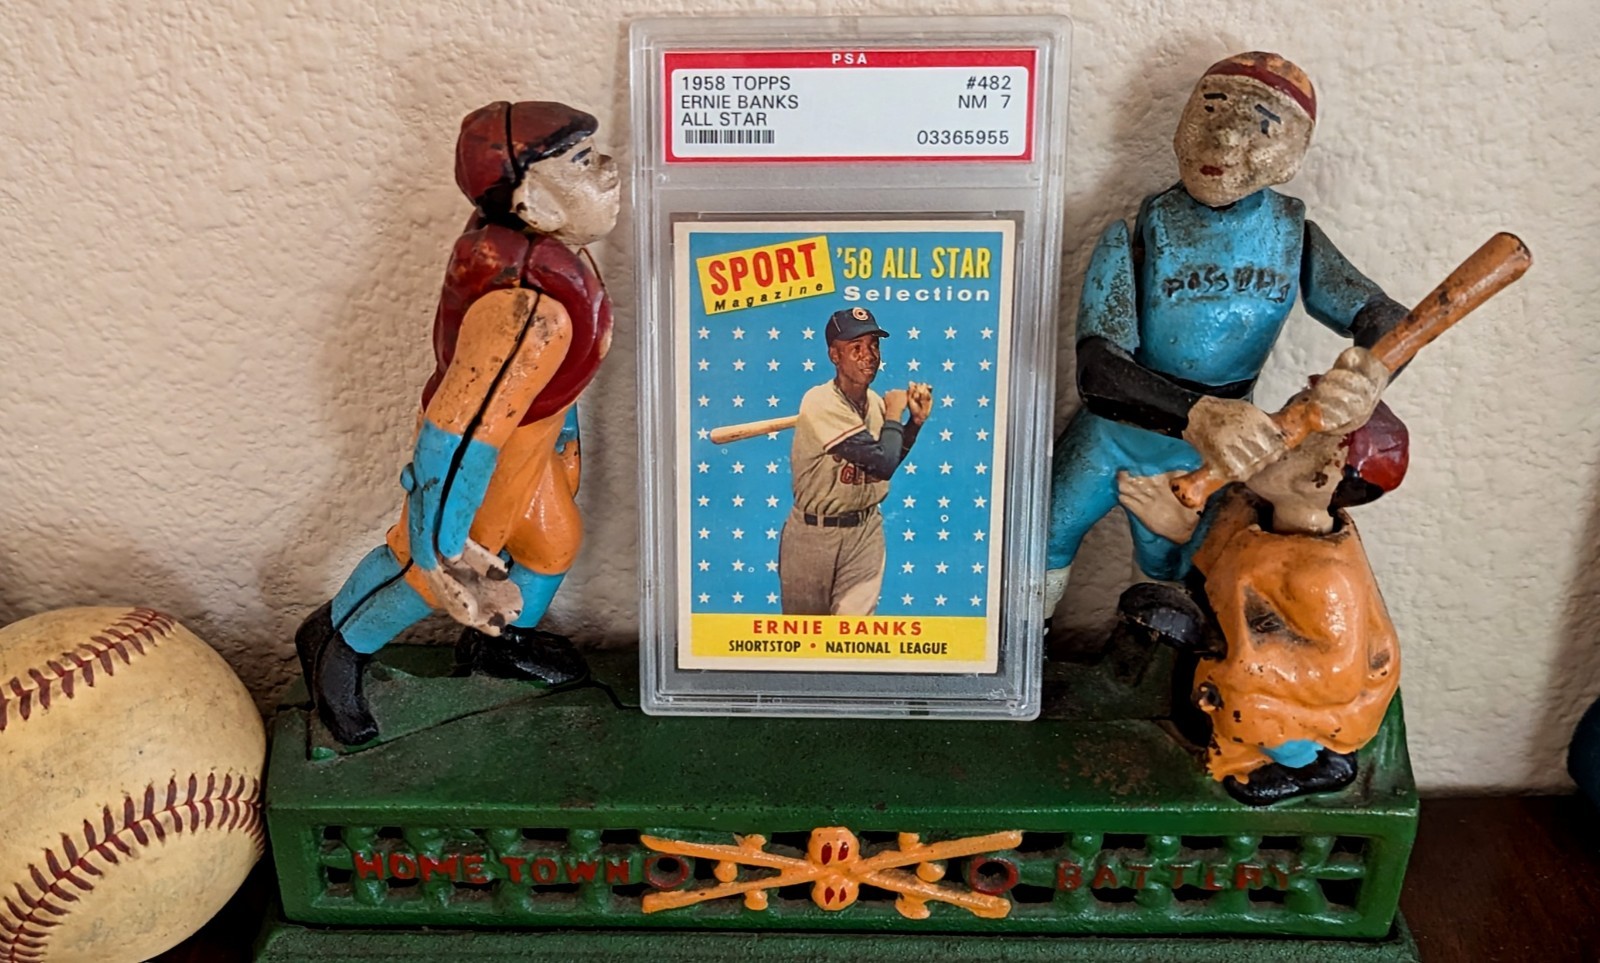 PSA
1958 TOPPS #482
ERNIE BANKS NM 7
ALL STAR
03365955
SPORT '58 ALL STAR
Magazine Selection
C
ERNIE BANKS
SHORTSTOP • NATIONAL LEAGUE
HOME TOWN BATTERY